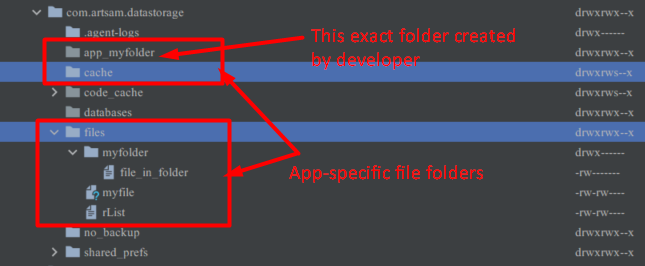 com.artsam.datastorage drwxrwx--x
.agent-logs drwx------
app_myfolder drwxrwx--x
This exact folder created
by developer
cache drwxrws--x
code_cache drwxrws--x
databases drwxrwx--x
files drwxrwx--x
myfolder drwx------
file_in_folder -rw-------
App-specific file folders
myfile -rw-rw----
rList -rw-rw----
no_backup drwxrwx--x
shared_prefs drwxrwx--x